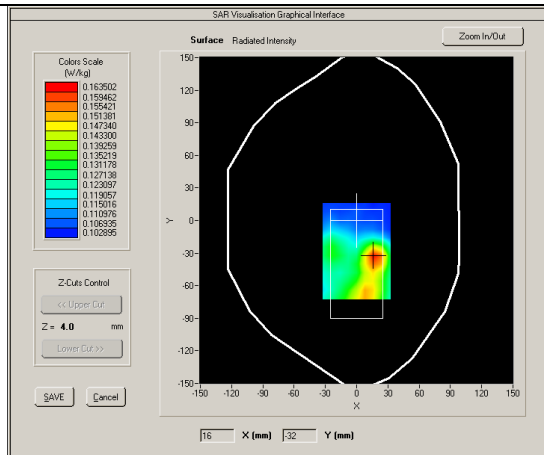 SAR Visualisation Graphical Interface
Surface Radiated Intensity
Zoom In/Out
Colors Scale
(W/kg)
0.163502
0.159462
0.155421
0.151381
0.147340
0.143300
0.139259
0.135219
0.131178
0.127138
0.123097
0.119057
0.115016
0.110976
0.106935
0.102895
Z-Cuts Control
<< Upper Cut
Z = 4.0 mm
Lower Cut >>
SAVE
Cancel
150
120
90
60
30
0
-30
-60
-90
-120
-150
Y
-150 -120 -90 -60 -30 0 30 60 90 120 150
X
16 X (mm) -32 Y (mm)